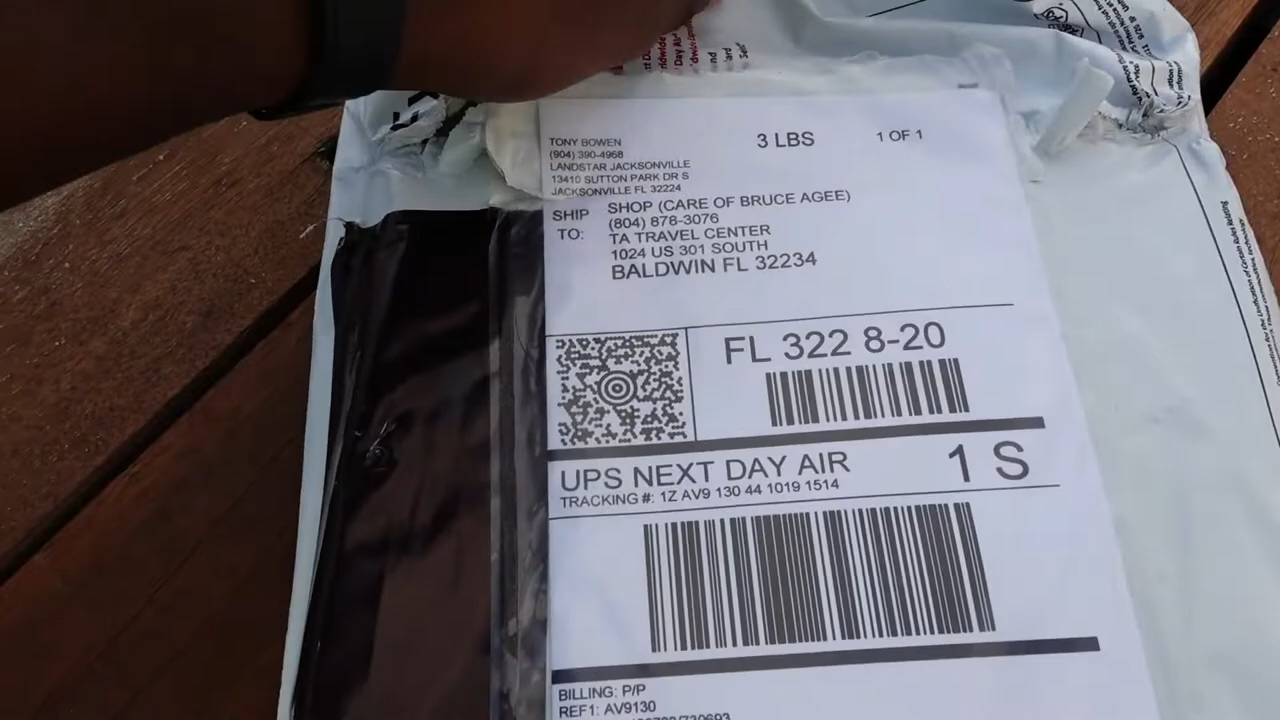 TONY BOWEN
(904) 390-4968
LANDSTAR JACKSONVILLE
13410 SUTTON PARK DR S
JACKSONVILLE FL 32224
3 LBS
1 OF 1
SHIP TO:
SHOP (CARE OF BRUCE AGEE)
(804) 878-3076
TA TRAVEL CENTER
1024 US 301 SOUTH
BALDWIN FL 32234
FL 322 8-20
UPS NEXT DAY AIR
1 S
TRACKING #: 1Z AV9 130 44 1019 1514
BILLING: P/P
REF1: AV9130